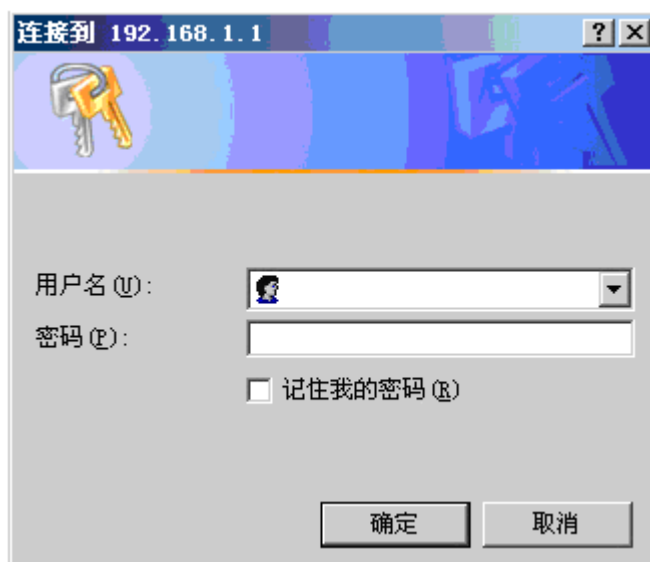 连接到 192.168.1.1
用户名(U):
密码(P):
记住我的密码(R)
确定 取消